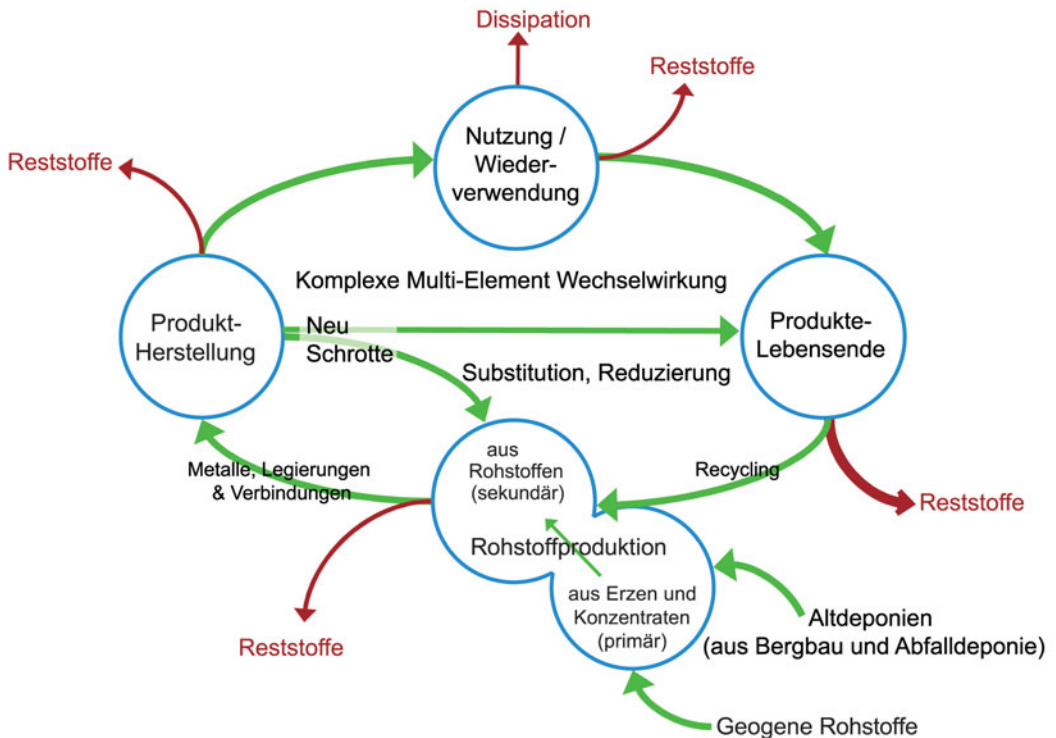 Dissipation
Reststoffe
Reststoffe
Nutzung /
Wieder-
verwendung
Komplexe Multi-Element Wechselwirkung
Produkt-
Herstellung
Neu
Schrotte
Produkte-
Lebensende
Substitution, Reduzierung
Metalle, Legierungen
& Verbindungen
aus
Rohstoffen
(sekundär)
Recycling
Reststoffe
Rohstoffproduktion
aus Erzen und
Konzentraten
(primär)
Reststoffe
Altdeponien
(aus Bergbau und Abfalldeponie)
Geogene Rohstoffe